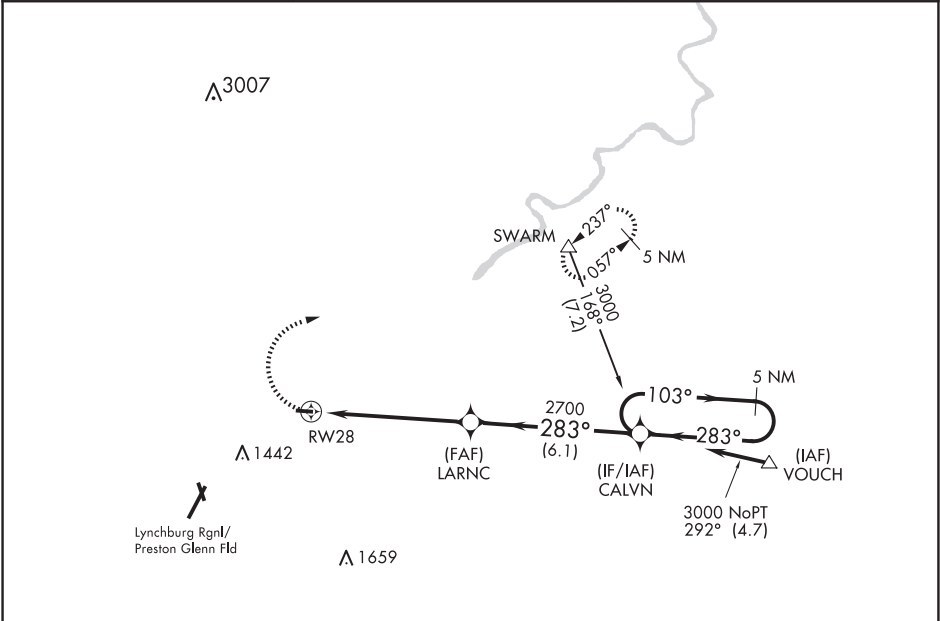 3007
SWARM
237°
057°
5 NM
3000
168°
(7.2)
5 NM
103°
2700
283°
(6.1)
283°
RW28
(FAF)
LARNC
(IF/IAF)
CALVN
(IAF)
VOUCH
1442
3000 NoPT
292° (4.7)
Lynchburg Rgnl/
Preston Glenn Fld
1659